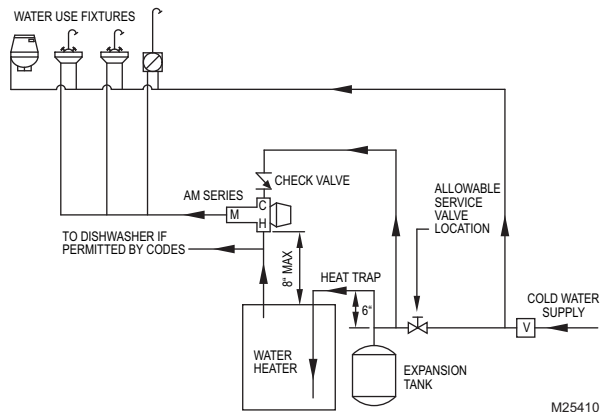 WATER USE FIXTURES
CHECK VALVE
AM SERIES
C
M
H
ALLOWABLE
SERVICE
VALVE
LOCATION
TO DISHWASHER IF
PERMITTED BY CODES
8" MAX
HEAT TRAP
6"
COLD WATER
SUPPLY
V
WATER
HEATER
EXPANSION
TANK
M25410